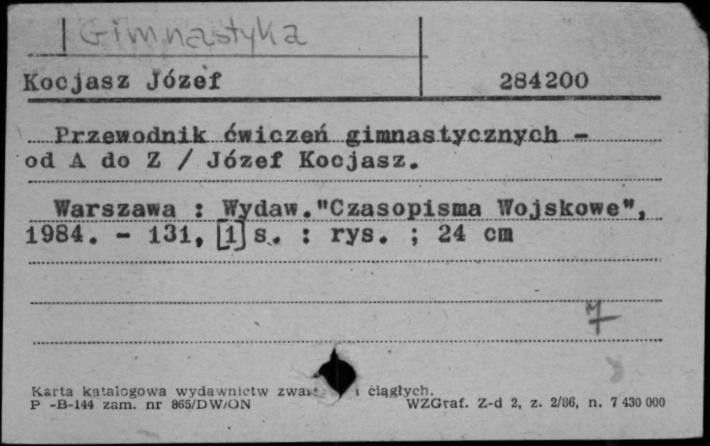 Gimnastyka
Kocjasz Józef 284200
Przewodnik ćwiczeń gimnastycznych -
od A do Z / Józef Kocjasz.
Warszawa : Wydaw."Czasopisma Wojskowe",
1984. - 131, [1] s. : rys. ; 24 cm
7
Karta katalogowa wydawnictw i ciągłych.
P -B-144 zam. nr 865/DW/ON WZGraf. Z-d 2, z. 2/86, n. 7 430 000